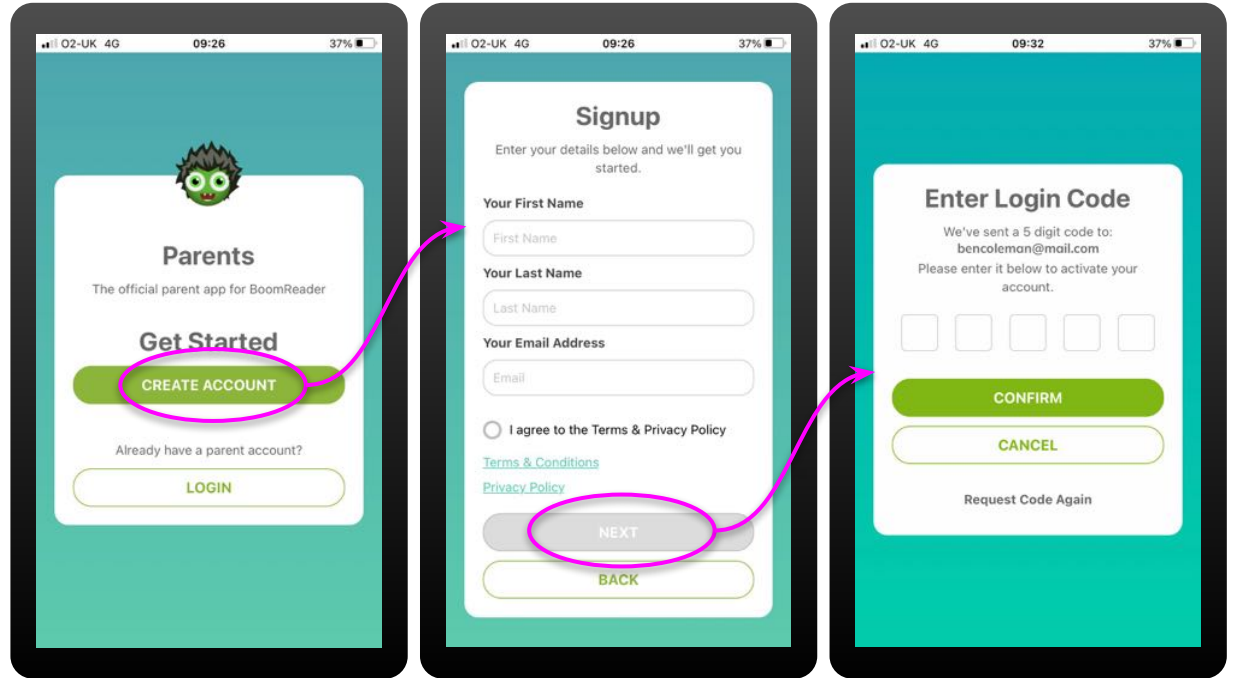 O2-UK 4G 09:26 37%
Parents
The official parent app for BoomReader
Get Started
CREATE ACCOUNT
Already have a parent account?
LOGIN
O2-UK 4G 09:26 37%
Signup
Enter your details below and we'll get you
started.
Your First Name
First Name
Your Last Name
Last Name
Your Email Address
Email
I agree to the Terms & Privacy Policy
Terms & Conditions
Privacy Policy
NEXT
BACK
O2-UK 4G 09:32 37%
Enter Login Code
We've sent a 5 digit code to:
bencoleman@mail.com
Please enter it below to activate your
account.
CONFIRM
CANCEL
Request Code Again